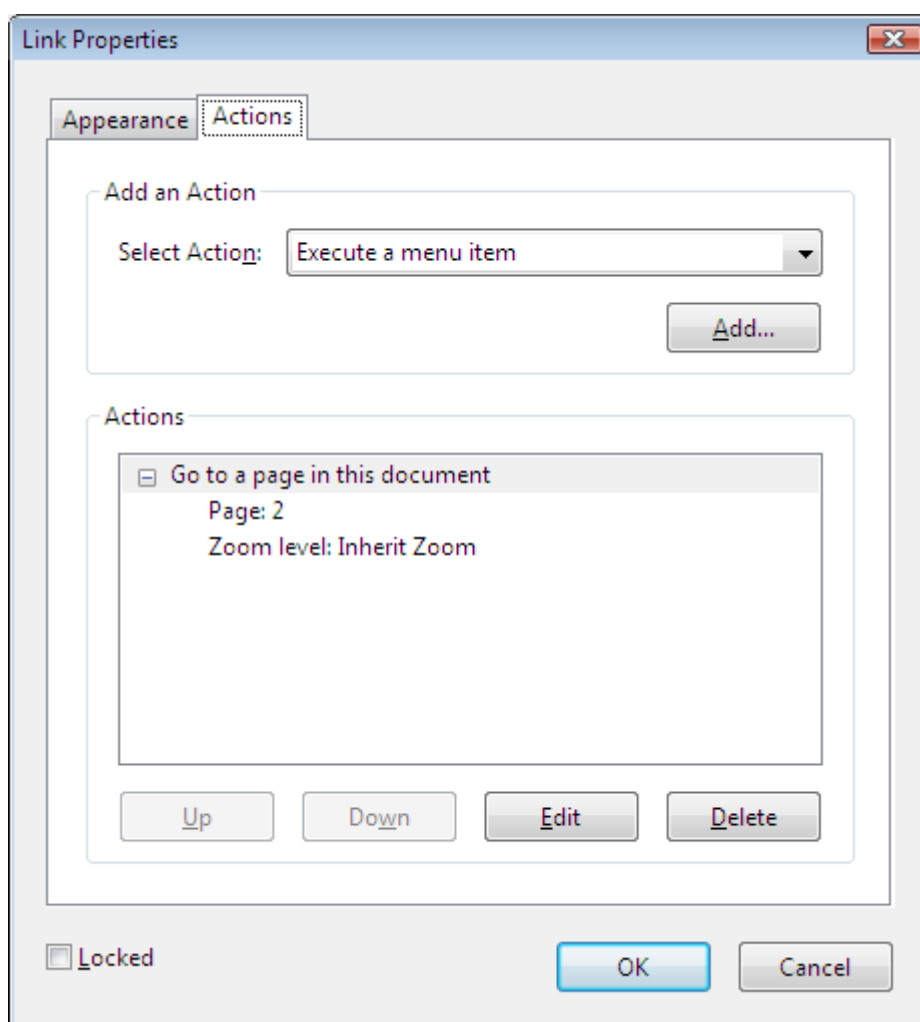 Link Properties
Appearance Actions
Add an Action
Select Action: Execute a menu item
Add...
Actions
Go to a page in this document
Page: 2
Zoom level: Inherit Zoom
Up Down Edit Delete
Locked OK Cancel